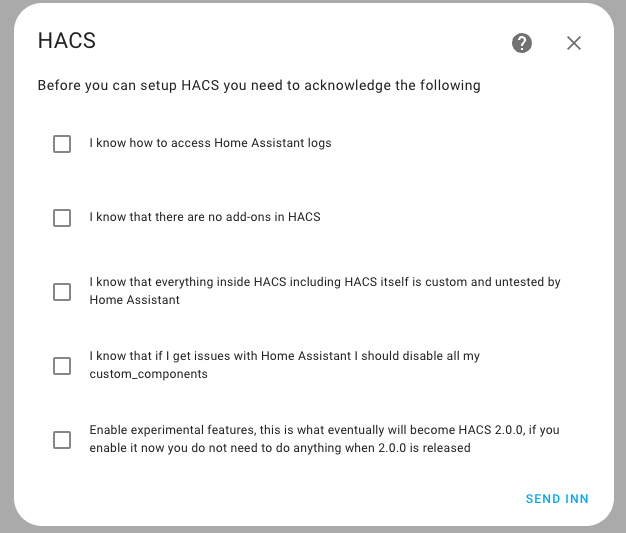 HACS
Before you can setup HACS you need to acknowledge the following
I know how to access Home Assistant logs
I know that there are no add-ons in HACS
I know that everything inside HACS including HACS itself is custom and untested by
Home Assistant
I know that if I get issues with Home Assistant I should disable all my
custom_components
Enable experimental features, this is what eventually will become HACS 2.0.0, if you
enable it now you do not need to do anything when 2.0.0 is released
SEND INN